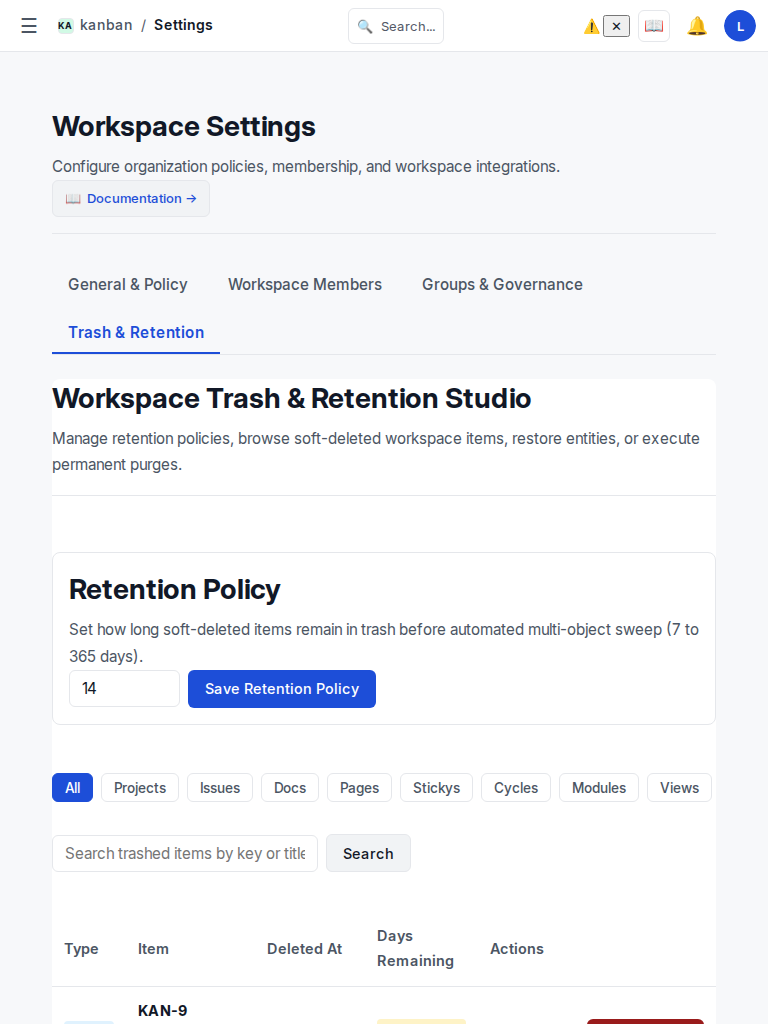 ☰ KA kanban / Settings 🔍 Search... ⚠️ ✕ 📖 🔔 L
Workspace Settings
Configure organization policies, membership, and workspace integrations.
📖 Documentation →
General & Policy Workspace Members Groups & Governance
Trash & Retention
Workspace Trash & Retention Studio
Manage retention policies, browse soft-deleted workspace items, restore entities, or execute
permanent purges.
Retention Policy
Set how long soft-deleted items remain in trash before automated multi-object sweep (7 to
365 days).
14 Save Retention Policy
All Projects Issues Docs Pages Stickys Cycles Modules Views
Search trashed items by key or title Search
Type Item Deleted At Days Remaining Actions
KAN-9